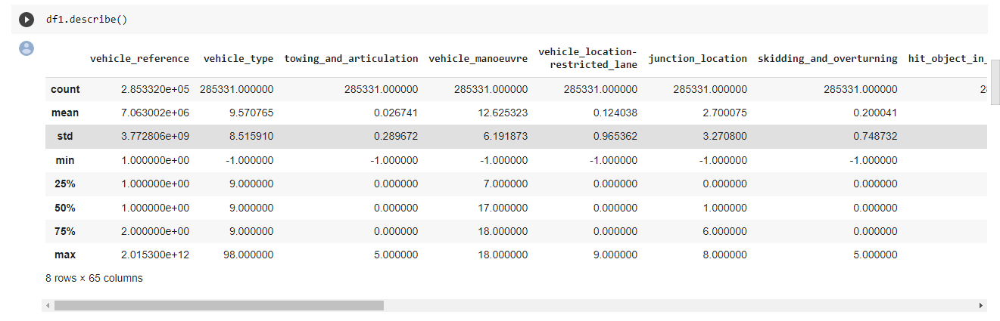 df1.describe()
vehicle_reference vehicle_type towing_and_articulation vehicle_manoeuvre vehicle_location-restricted_lane junction_location skidding_and_overturning hit_object_in_
count 2.853320e+05 285331.000000 285331.000000 285331.000000 285331.000000 285331.000000 285331.000000 28
mean 7.063002e+06 9.570765 0.026741 12.625323 0.124038 2.700075 0.200041
std 3.772806e+09 8.515910 0.289672 6.191873 0.965362 3.270800 0.748732
min 1.000000e+00 -1.000000 -1.000000 -1.000000 -1.000000 -1.000000 -1.000000
25% 1.000000e+00 9.000000 0.000000 7.000000 0.000000 0.000000 0.000000
50% 1.000000e+00 9.000000 0.000000 17.000000 0.000000 1.000000 0.000000
75% 2.000000e+00 9.000000 0.000000 18.000000 0.000000 6.000000 0.000000
max 2.015300e+12 98.000000 5.000000 18.000000 9.000000 8.000000 5.000000
8 rows × 65 columns